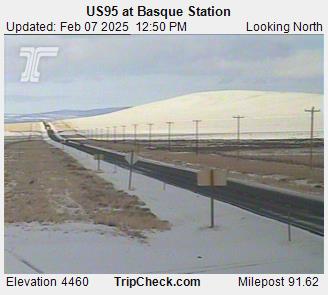 US95 at Basque Station
Updated: Feb 07 2025 12:50 PM Looking North
Elevation 4460 TripCheck.com Milepost 91.62